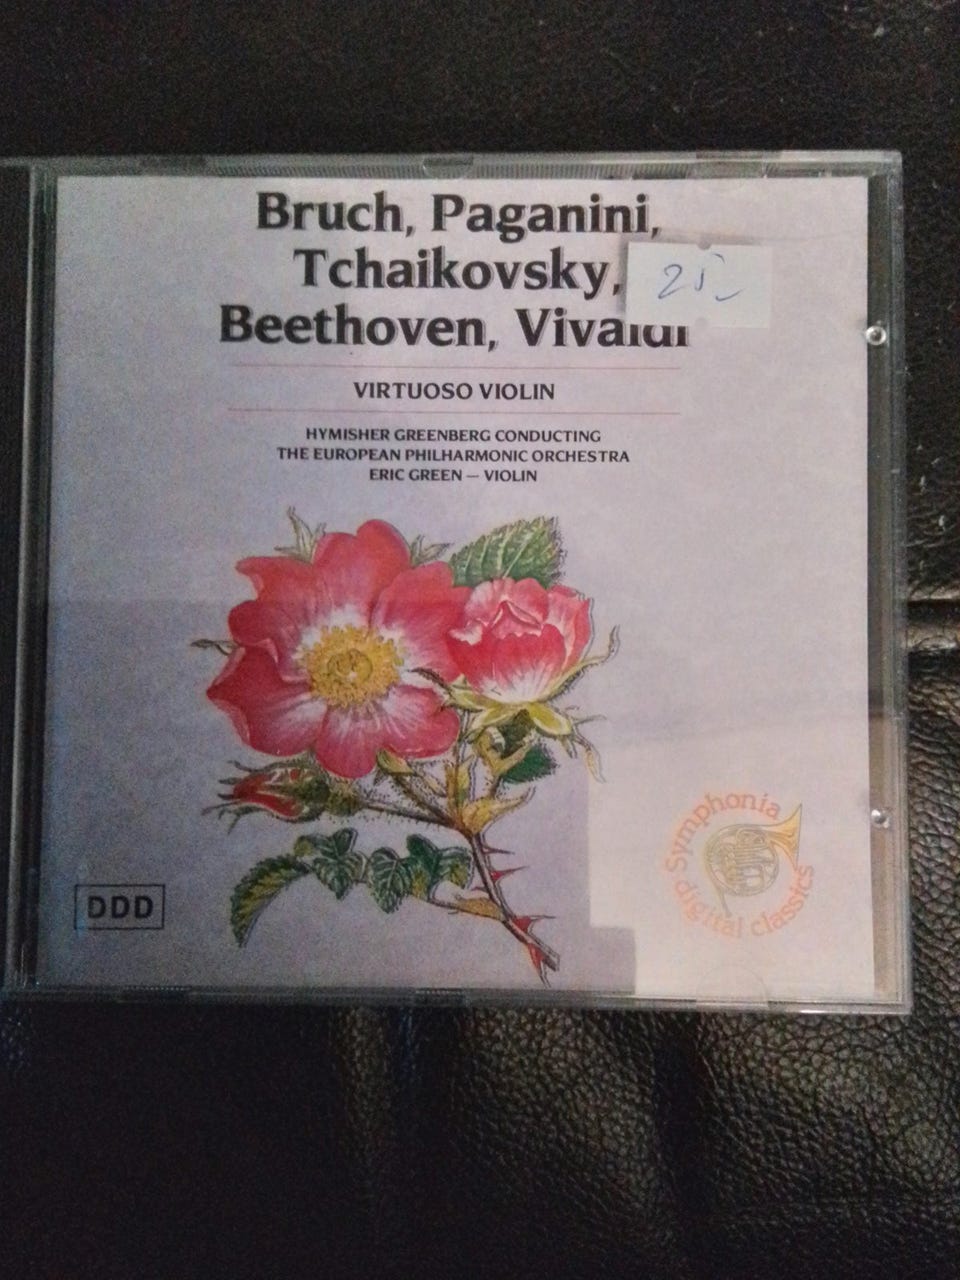 Bruch, Paganini,
Tchaikovsky,
25
Beethoven, Vivaldi
VIRTUOSO VIOLIN
HYMISHER GREENBERG CONDUCTING
THE EUROPEAN PHILHARMONIC ORCHESTRA
ERIC GREEN — VIOLIN
Symphonia
digital classics
DDD